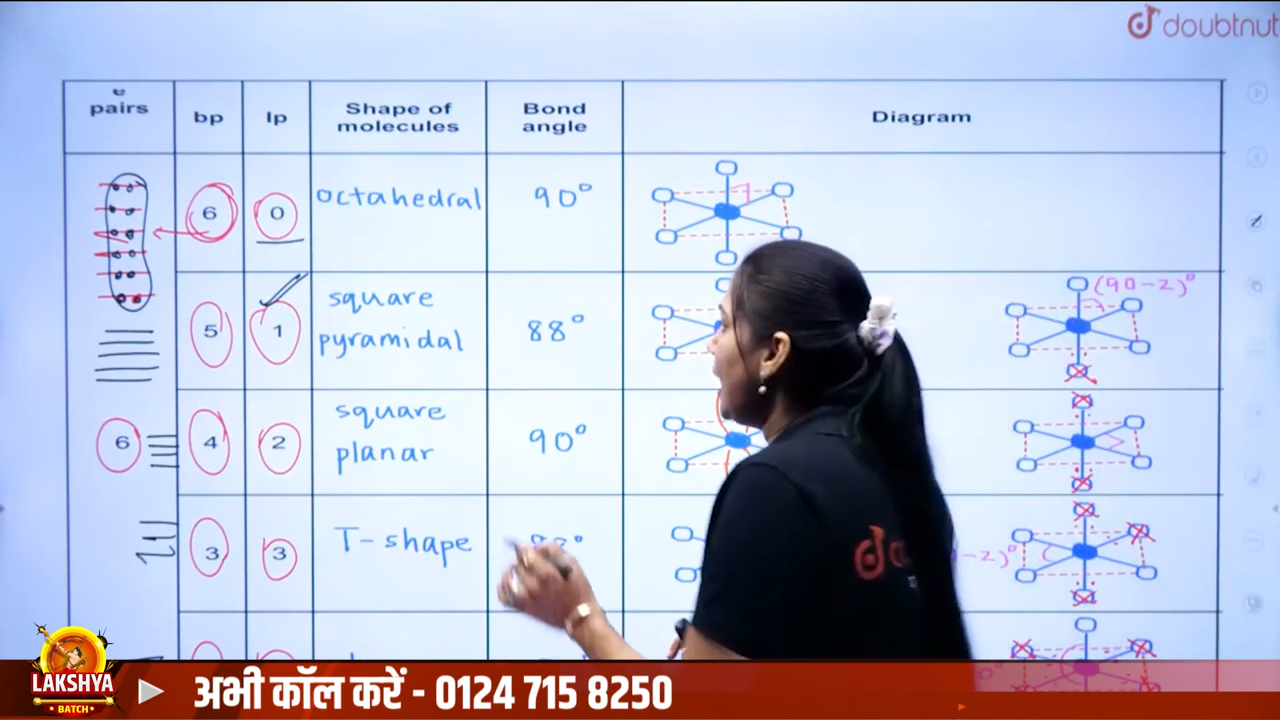 doubtnut
e
pairs
bp
lp
Shape of
molecules
Bond
angle
Diagram
6
0
octahedral
90°
5
1
square
pyramidal
88°
(90-2)°
6
4
2
square
planar
90°
3
3
T-shape
-2)°
LAKSHYA
BATCH
अभी कॉल करें - 0124 715 8250